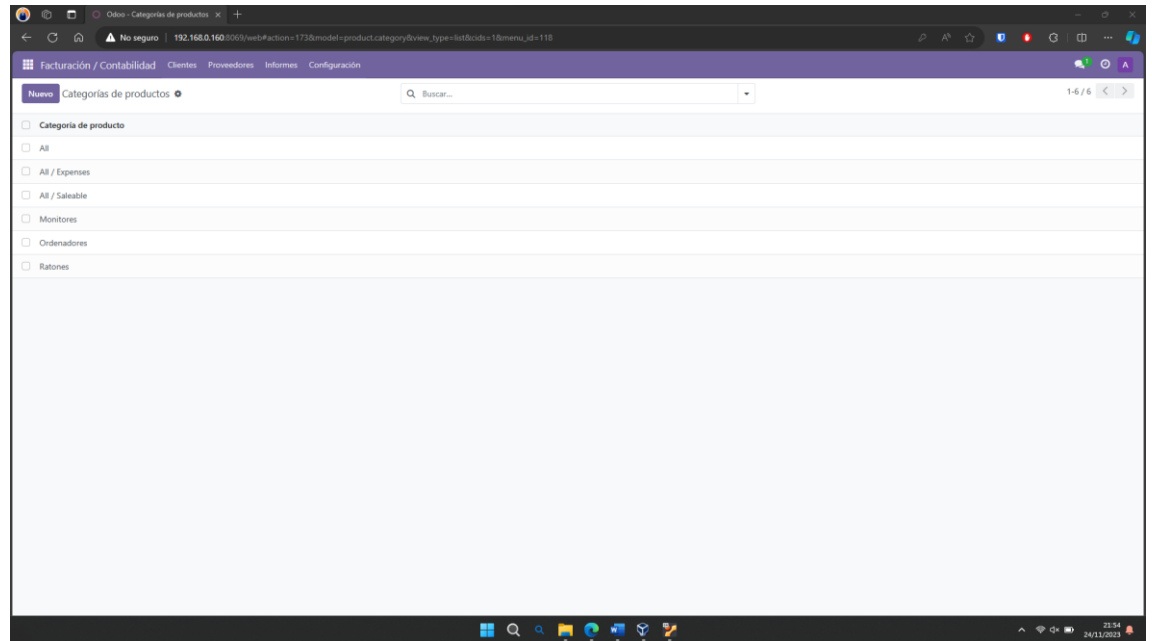 Odoo - Categorías de productos
No seguro 192.168.0.160:8069/web#action=173&model=product.category&view_type=list&cids=1&menu_id=118
Facturación / Contabilidad Clientes Proveedores Informes Configuración 1 A
Nuevo Categorías de productos Buscar... 1-6 / 6
Categoría de producto
All
All / Expenses
All / Saleable
Monitores
Ordenadores
Ratones
21:54
24/11/2023